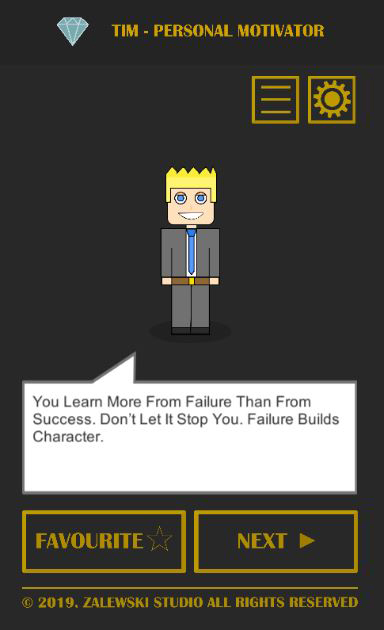 TIM - PERSONAL MOTIVATOR
You Learn More From Failure Than From
Success. Don't Let It Stop You. Failure Builds
Character.
FAVOURITE
NEXT
© 2019. ZALEWSKI STUDIO ALL RIGHTS RESERVED